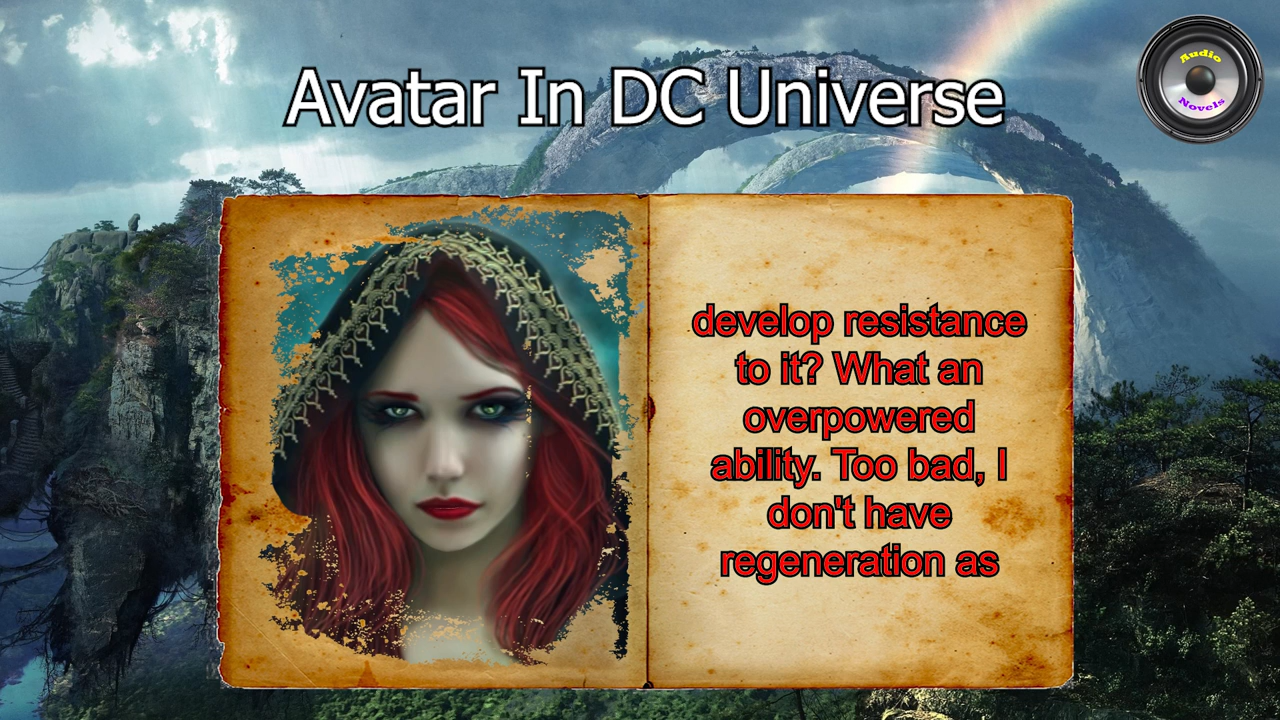 Avatar In DC Universe
Audio
Novels
develop resistance
to it? What an
overpowered
ability. Too bad, I
don't have
regeneration as